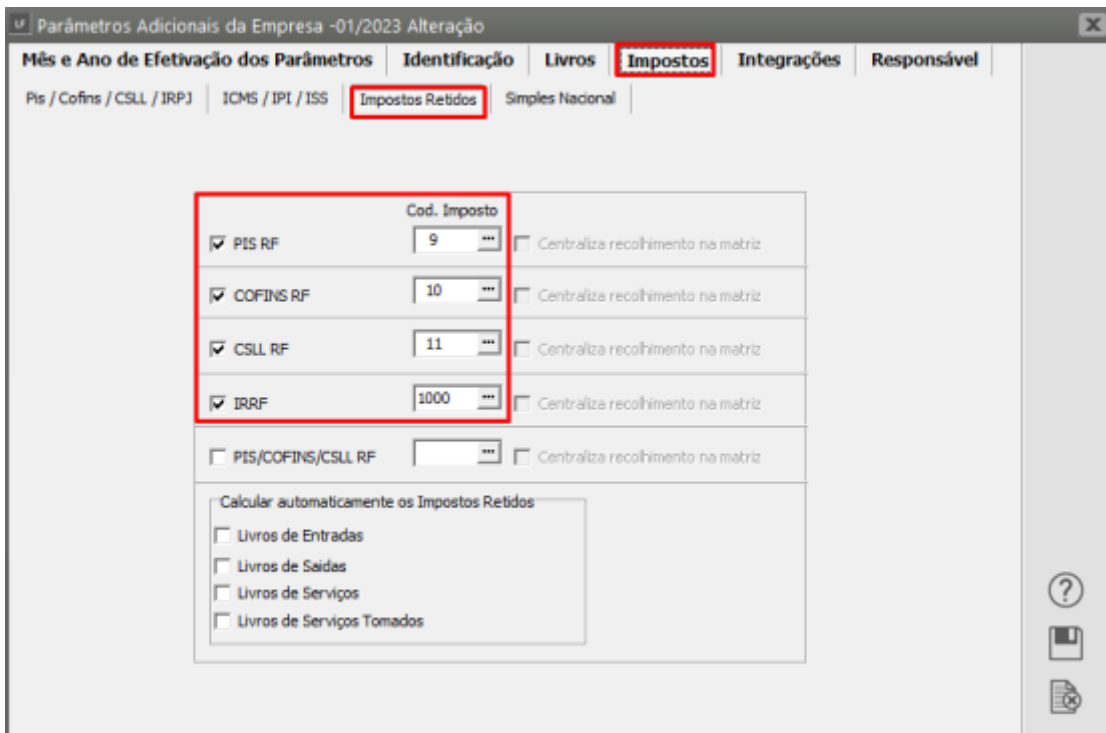 LF Parâmetros Adicionais da Empresa -01/2023 Alteração
Mês e Ano de Efetivação dos Parâmetros Identificação Livros Impostos Integrações Responsável
Pis / Cofins / CSLL / IRPJ ICMS / IPI / ISS Impostos Retidos Simples Nacional
Cod. Imposto
PIS RF 9 ... Centraliza recolhimento na matriz
COFINS RF 10 ... Centraliza recolhimento na matriz
CSLL RF 11 ... Centraliza recolhimento na matriz
IRRF 1000 ... Centraliza recolhimento na matriz
PIS/COFINS/CSLL RF ... Centraliza recolhimento na matriz
Calcular automaticamente os Impostos Retidos
Livros de Entradas
Livros de Saidas
Livros de Serviços
Livros de Serviços Tomados